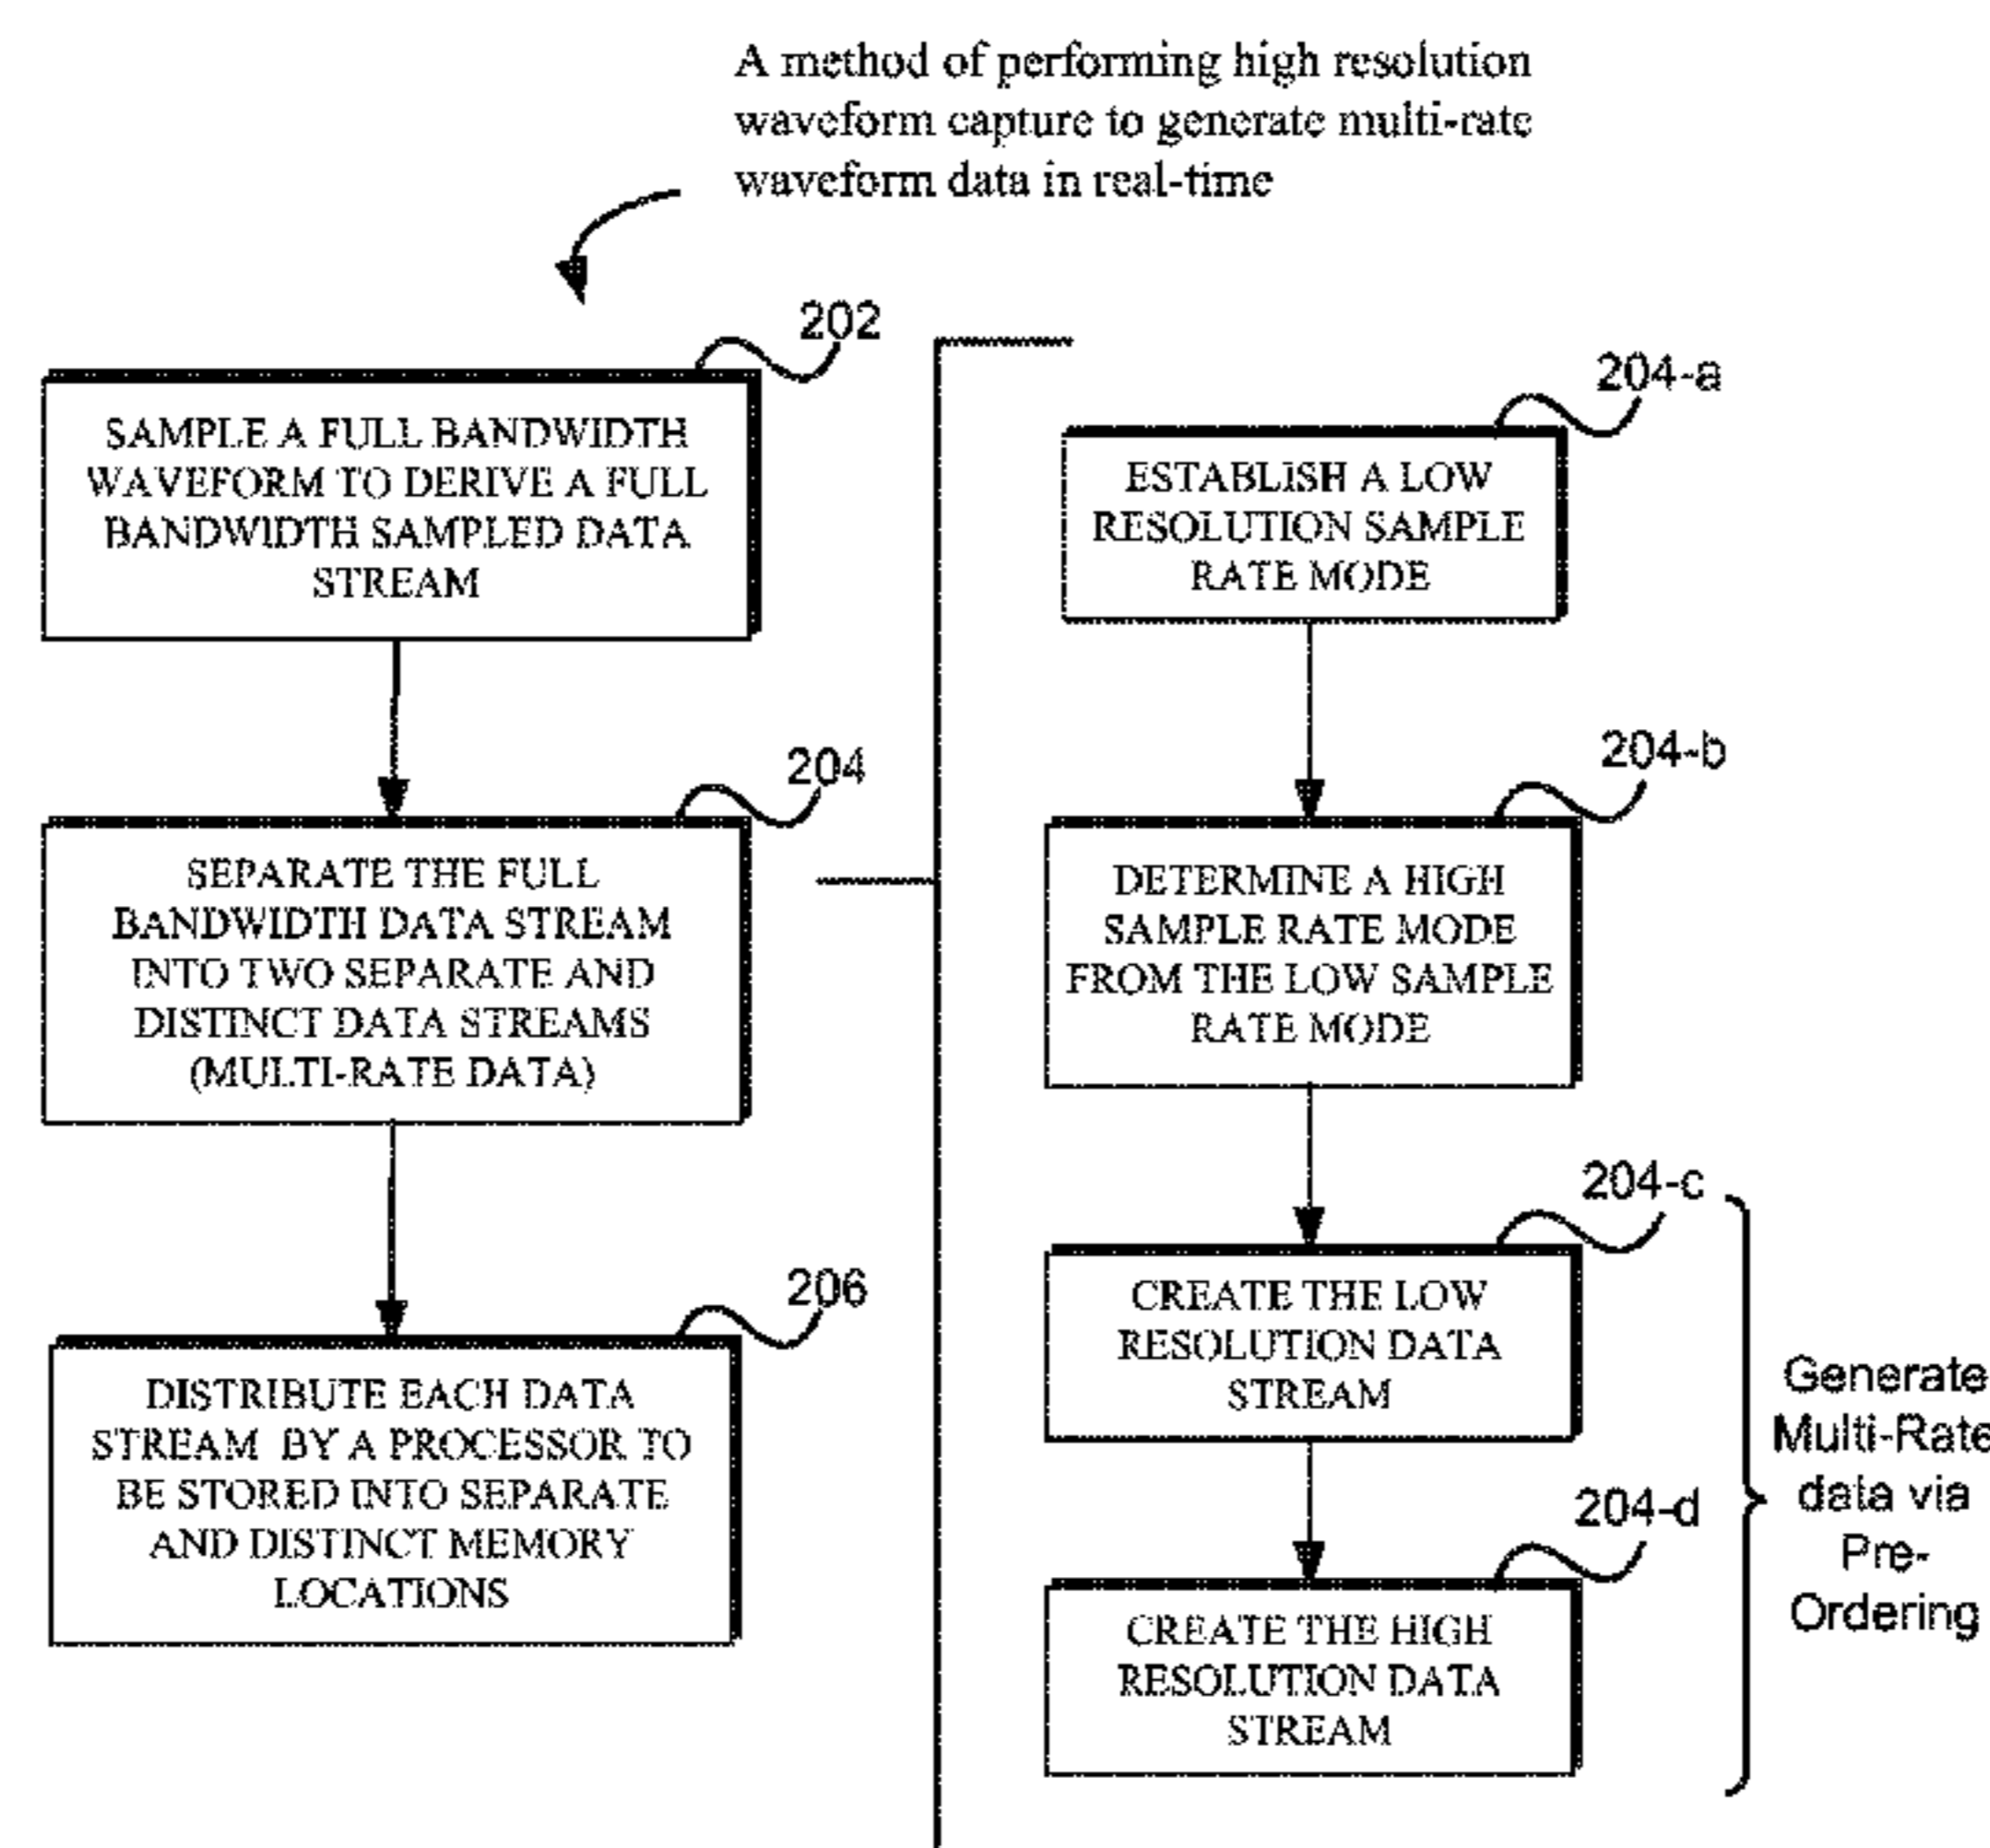 A method of performing high resolution
waveform capture to generate multi-rate
waveform data in real-time
202
SAMPLE A FULL BANDWIDTH
WAVEFORM TO DERIVE A FULL
BANDWIDTH SAMPLED DATA
STREAM
204
SEPARATE THE FULL
BANDWIDTH DATA STREAM
INTO TWO SEPARATE AND
DISTINCT DATA STREAMS
(MULTI-RATE DATA)
206
DISTRIBUTE EACH DATA
STREAM BY A PROCESSOR TO
BE STORED INTO SEPARATE
AND DISTINCT MEMORY
LOCATIONS
204-a
ESTABLISH A LOW
RESOLUTION SAMPLE
RATE MODE
204-b
DETERMINE A HIGH
SAMPLE RATE MODE
FROM THE LOW SAMPLE
RATE MODE
204-c
CREATE THE LOW
RESOLUTION DATA
STREAM
204-d
CREATE THE HIGH
RESOLUTION DATA
STREAM
Generate
Multi-Rate
data via
Pre-
Ordering